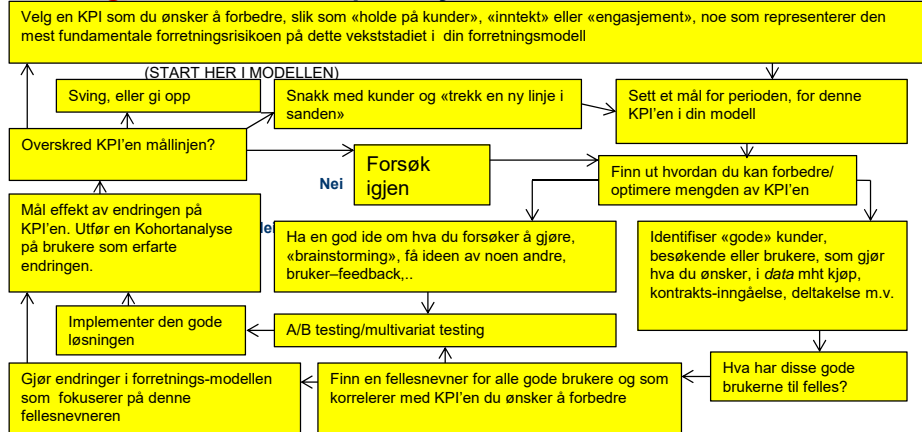 Velg en KPI som du ønsker å forbedre, slik som «holde på kunder», «inntekt» eller «engasjement», noe som representerer den
mest fundamentale forretningsrisikoen på dette vekststadiet i din forretningsmodell
(START HER I MODELLEN)
Sving, eller gi opp
Snakk med kunder og «trekk en ny linje i
sanden»
Sett et mål for perioden, for denne
KPI'en i din modell
Overskred KPI'en mållinjen?
Nei
Forsøk
igjen
Finn ut hvordan du kan forbedre/
optimere mengden av KPI'en
Mål effekt av endringen på
KPI'en. Utfør en Kohortanalyse
på brukere som erfarte
endringen.
Ha en god ide om hva du forsøker å gjøre,
«brainstorming», få ideen av noen andre,
bruker–feedback,..
Identifiser «gode» kunder,
besøkende eller brukere, som gjør
hva du ønsker, i data mht kjøp,
kontrakts-inngåelse, deltakelse m.v.
Implementer den gode
løsningen
A/B testing/multivariat testing
Gjør endringer i forretnings-modellen
som fokuserer på denne
fellesnevneren
Finn en fellesnevner for alle gode brukere og som
korrelerer med KPI'en du ønsker å forbedre
Hva har disse gode
brukerne til felles?